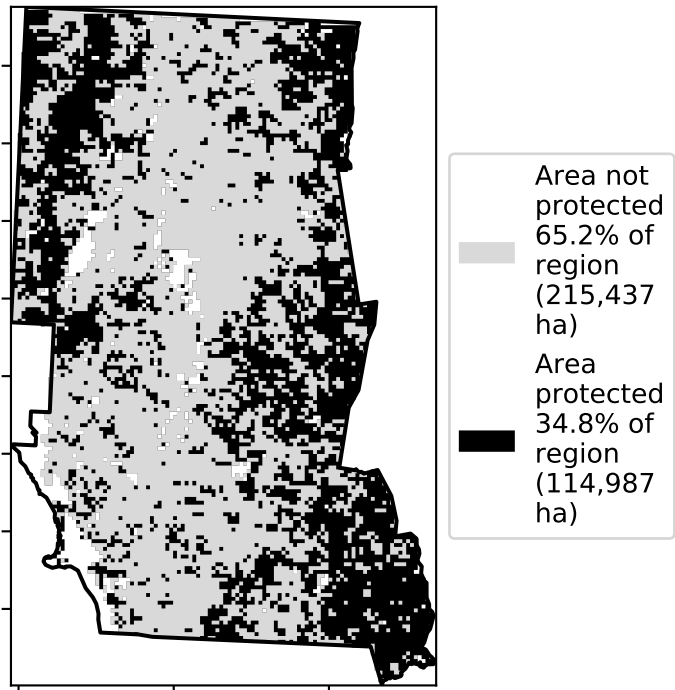 Area not
protected
65.2% of
region
(215,437
ha)
Area
protected
34.8% of
region
(114,987
ha)